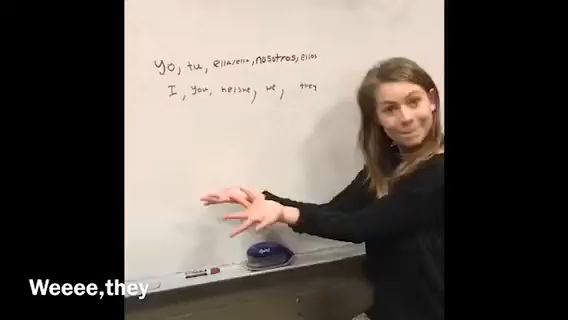 yo, tu, ella/ello, nosotros, ellos
I, you, he/she, we, they
Weeee,they